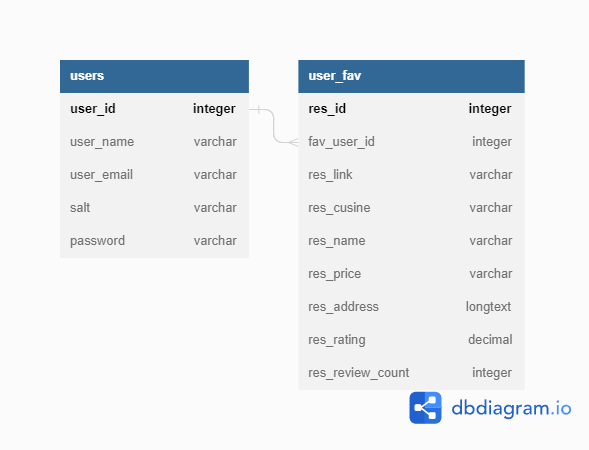 users
user_id integer
user_name varchar
user_email varchar
salt varchar
password varchar
user_fav
res_id integer
fav_user_id integer
res_link varchar
res_cusine varchar
res_name varchar
res_price varchar
res_address longtext
res_rating decimal
res_review_count integer
dbdiagram.io